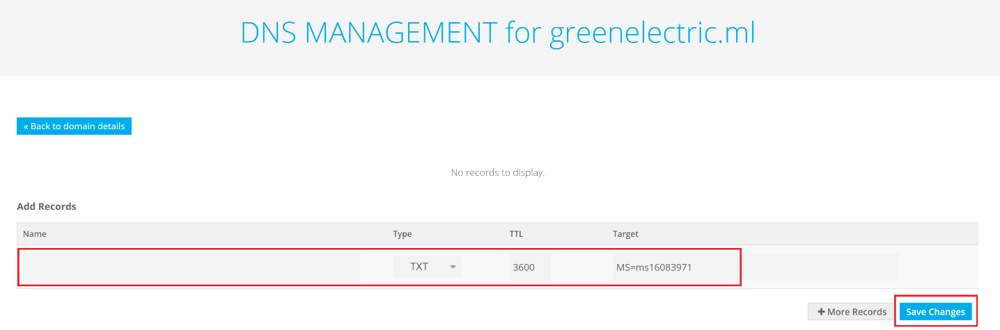 DNS MANAGEMENT for greenelectric.ml
« Back to domain details
No records to display.
Add Records
Name Type TTL Target
TXT 3600 MS=ms16083971
+ More Records Save Changes